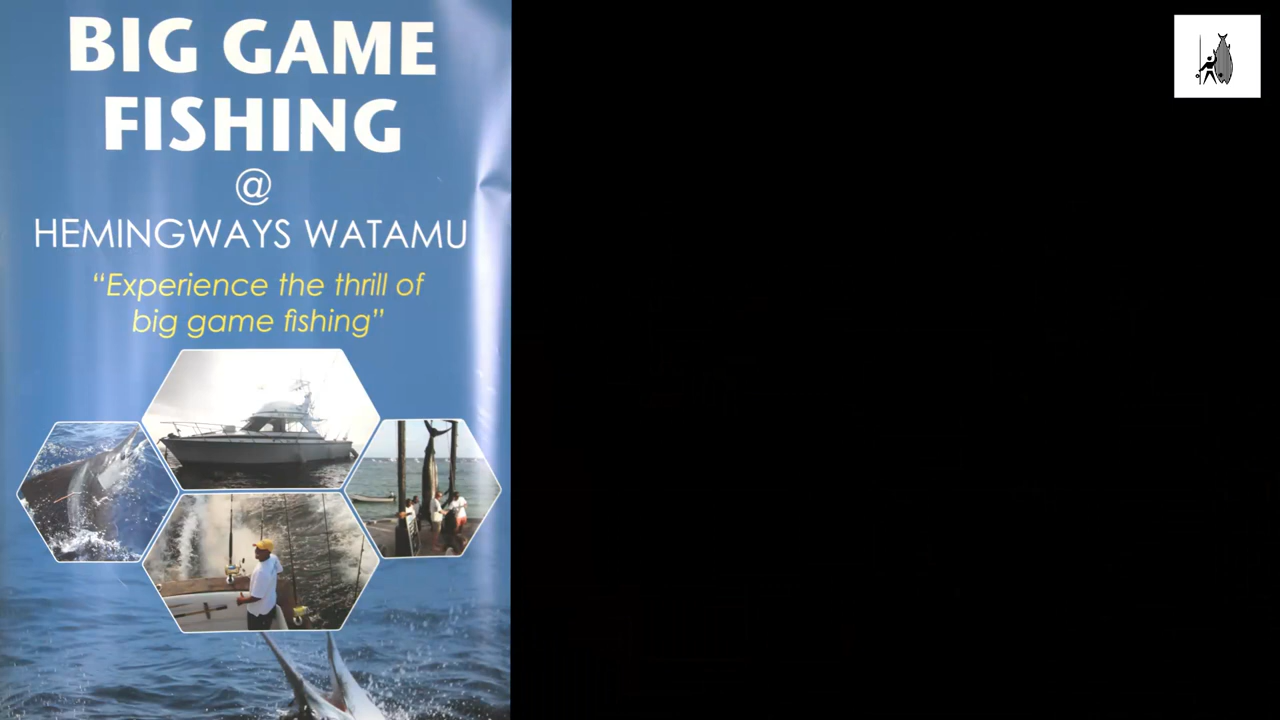 BIG GAME
FISHING
@
HEMINGWAYS WATAMU
“Experience the thrill of
big game fishing”